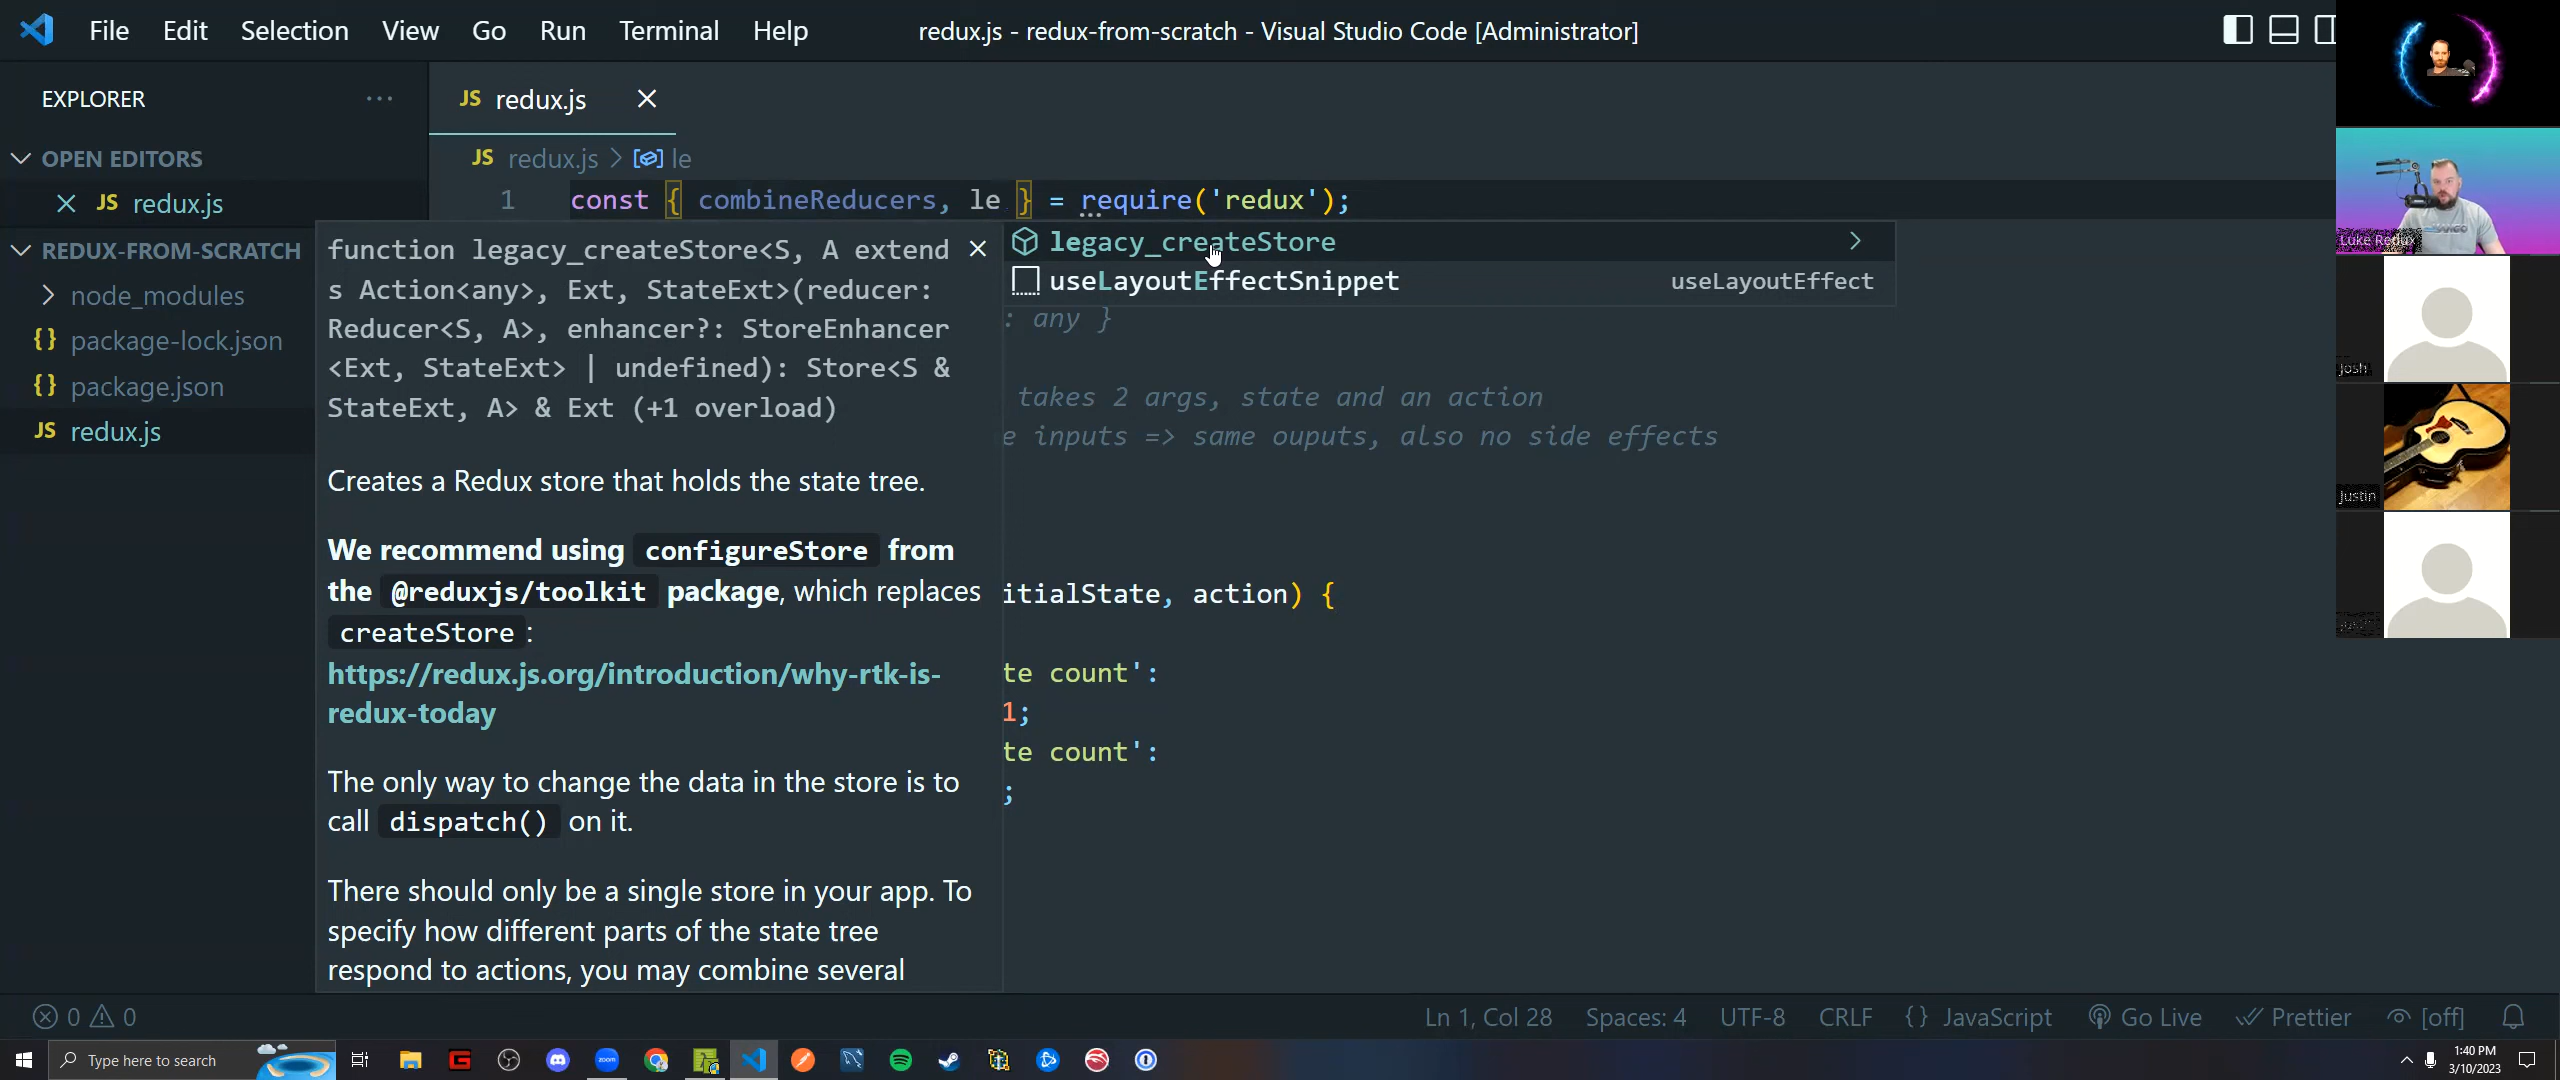 File Edit Selection View Go Run Terminal Help
redux.js - redux-from-scratch - Visual Studio Code [Administrator]
EXPLORER
OPEN EDITORS
JS redux.js
REDUX-FROM-SCRATCH
node_modules
{} package-lock.json
{} package.json
JS redux.js
JS redux.js
JS redux.js > le
1 const { combineReducers, le } = require('redux');
legacy_createStore
useLayoutEffectSnippet useLayoutEffect
function legacy_createStore<S, A extend
s Action<any>, Ext, StateExt>(reducer:
Reducer<S, A>, enhancer?: StoreEnhancer
<Ext, StateExt> | undefined): Store<S &
StateExt, A> & Ext (+1 overload)
Creates a Redux store that holds the state tree.
We recommend using configureStore from
the @reduxjs/toolkit package, which replaces
createStore :
https://redux.js.org/introduction/why-rtk-is-
redux-today
The only way to change the data in the store is to
call dispatch() on it.
There should only be a single store in your app. To
specify how different parts of the state tree
respond to actions, you may combine several
: any }
takes 2 args, state and an action
e inputs => same ouputs, also no side effects
itialState, action) {
te count':
1;
te count':
;
Luke Redux
Josh
Justin
0 0
Ln 1, Col 28 Spaces: 4 UTF-8 CRLF {} JavaScript Go Live Prettier [off]
Type here to search
zoom
1:40 PM
3/10/2023